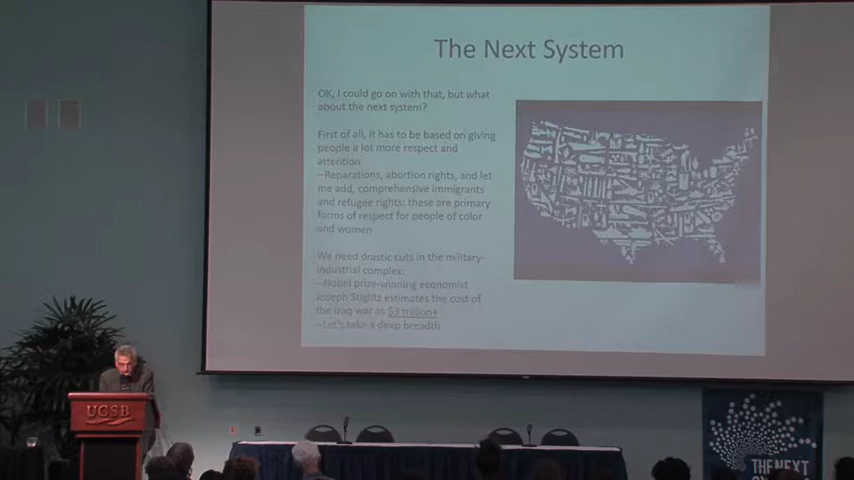 The Next System
OK, I could go on with that, but what
about the next system?
First of all, it has to be based on giving
people a lot more respect and
attention
--Reparations, abortion rights, and let
me add, comprehensive immigrants
and refugee rights: these are primary
forms of respect for people of color
and women
We need drastic cuts in the military-
industrial complex:
--Nobel prize-winning economist
Joseph Stiglitz estimates the cost of
the Iraq war as $3 trillion+
--Let's take a deep bredth
UCSB
THE NEXT